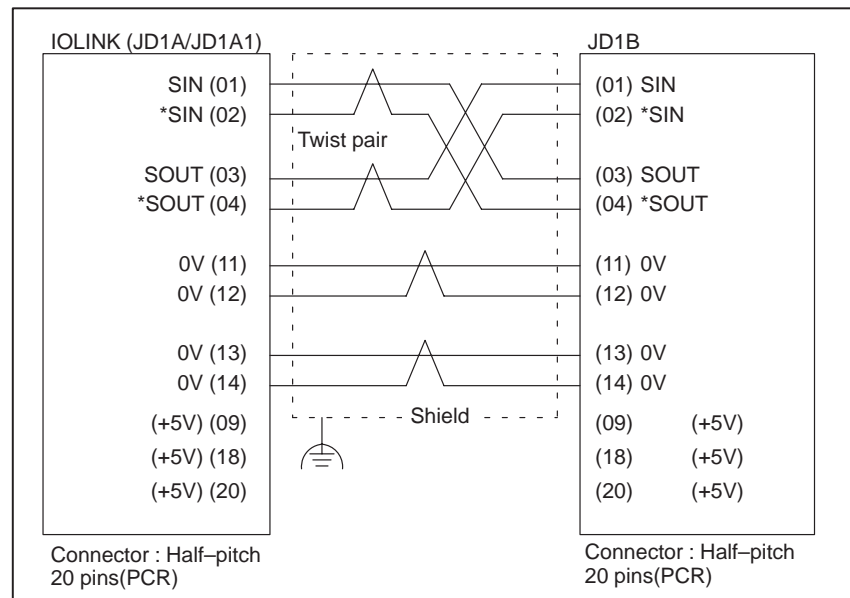 IOLINK (JD1A/JD1A1) JD1B
SIN (01) (01) SIN
*SIN (02) (02) *SIN
Twist pair
SOUT (03) (03) SOUT
*SOUT (04) (04) *SOUT
0V (11) (11) 0V
0V (12) (12) 0V
0V (13) (13) 0V
0V (14) (14) 0V
Shield
(+5V) (09) (09) (+5V)
(+5V) (18) (18) (+5V)
(+5V) (20) (20) (+5V)
Connector : Half–pitch
20 pins(PCR)
Connector : Half–pitch
20 pins(PCR)